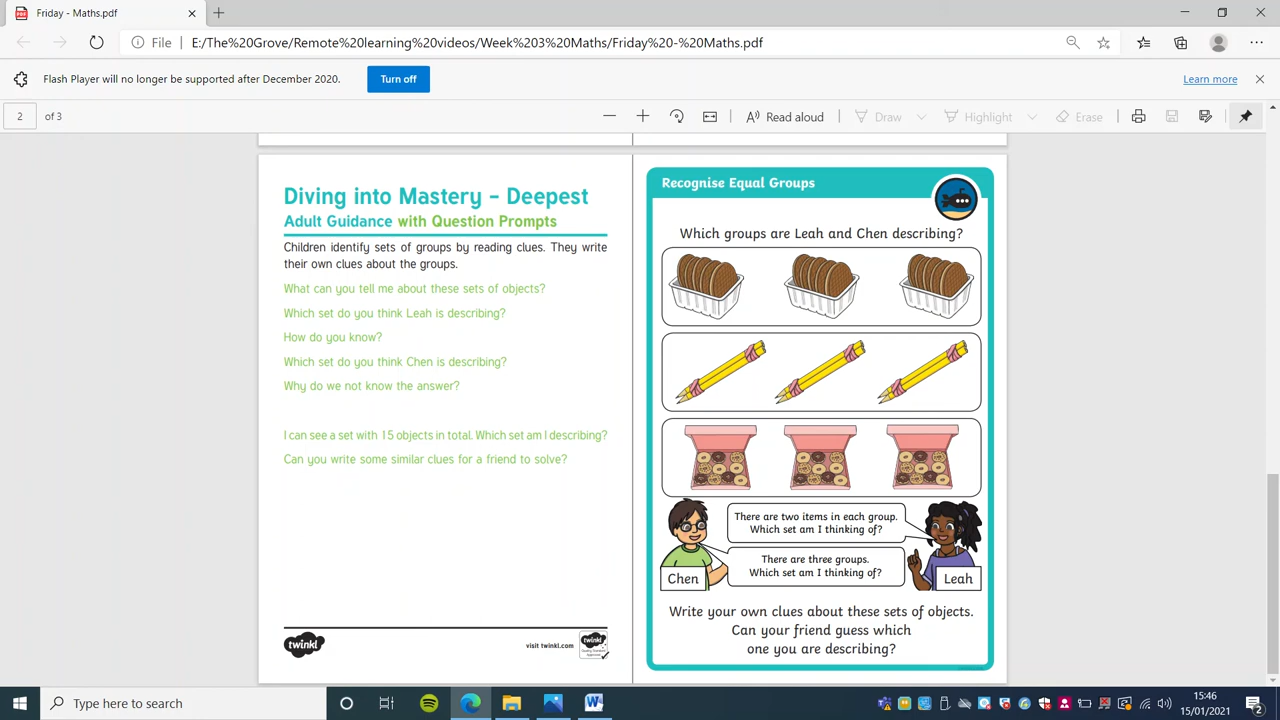 Friday - Maths.pdf
File
E:/The%20Grove/Remote%20learning%20videos/Week%203%20Maths/Friday%20-%20Maths.pdf
Flash Player will no longer be supported after December 2020.
Turn off
Learn more
2
of 3
Read aloud
Draw
Highlight
Erase
Diving into Mastery - Deepest
Adult Guidance with Question Prompts
Children identify sets of groups by reading clues. They write
their own clues about the groups.
What can you tell me about these sets of objects?
Which set do you think Leah is describing?
How do you know?
Which set do you think Chen is describing?
Why do we not know the answer?
I can see a set with 15 objects in total. Which set am I describing?
Can you write some similar clues for a friend to solve?
twinkl
visit twinkl.com
twinkl
Recognise Equal Groups
Which groups are Leah and Chen describing?
There are two items in each group.
Which set am I thinking of?
There are three groups.
Which set am I thinking of?
Chen
Leah
Write your own clues about these sets of objects.
Can your friend guess which
one you are describing?
Type here to search
15:46
15/01/2021
2